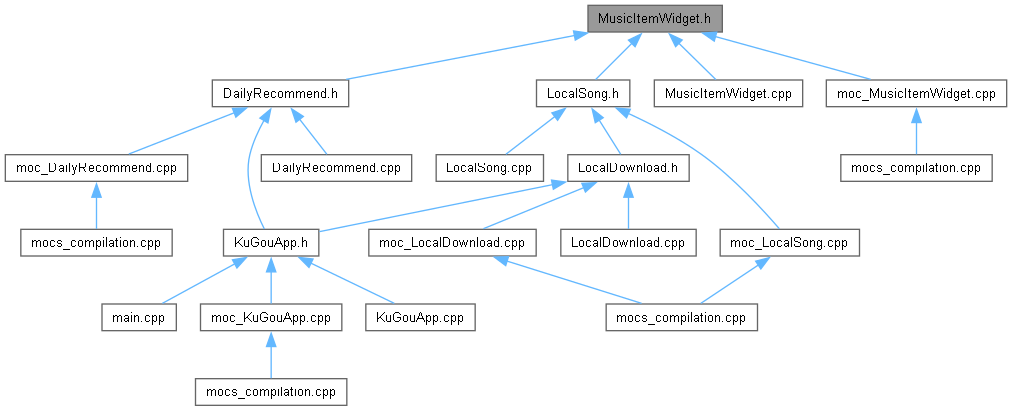 MusicItemWidget.h
DailyRecommend.h
LocalSong.h
MusicItemWidget.cpp
moc_MusicItemWidget.cpp
moc_DailyRecommend.cpp
DailyRecommend.cpp
LocalSong.cpp
LocalDownload.h
mocs_compilation.cpp
mocs_compilation.cpp
KuGouApp.h
moc_LocalDownload.cpp
LocalDownload.cpp
moc_LocalSong.cpp
main.cpp
moc_KuGouApp.cpp
KuGouApp.cpp
mocs_compilation.cpp
mocs_compilation.cpp